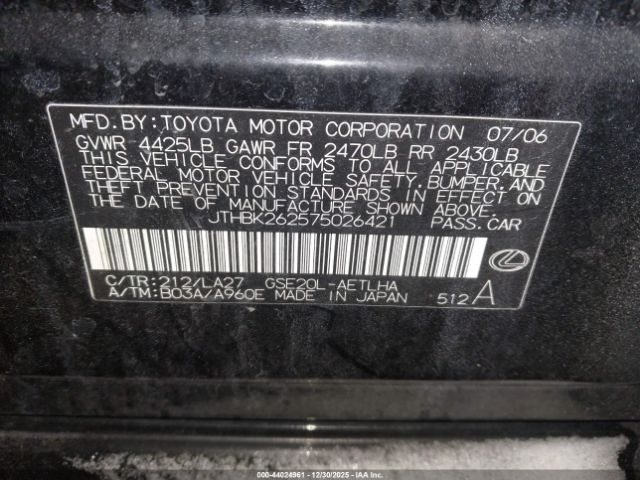 MFD.BY:TOYOTA MOTOR CORPORATION 07/06
GVWR 4425LB GAWR FR 2470LB RR 2430LB
THIS VEHICLE CONFORMS TO ALL APPLICABLE
FEDERAL MOTOR VEHICLE SAFETY,BUMPER,AND
THEFT PREVENTION STANDARDS IN EFFECT ON
THE DATE OF MANUFACTURE SHOWN ABOVE.
JTHBK262575026421 PASS.CAR
C/TR:212/LA27 GSE20L-AETLHA
A/TM:B03A/A960E MADE IN JAPAN 512A
000-44024961 - 12/30/2025 - IAAI.COM